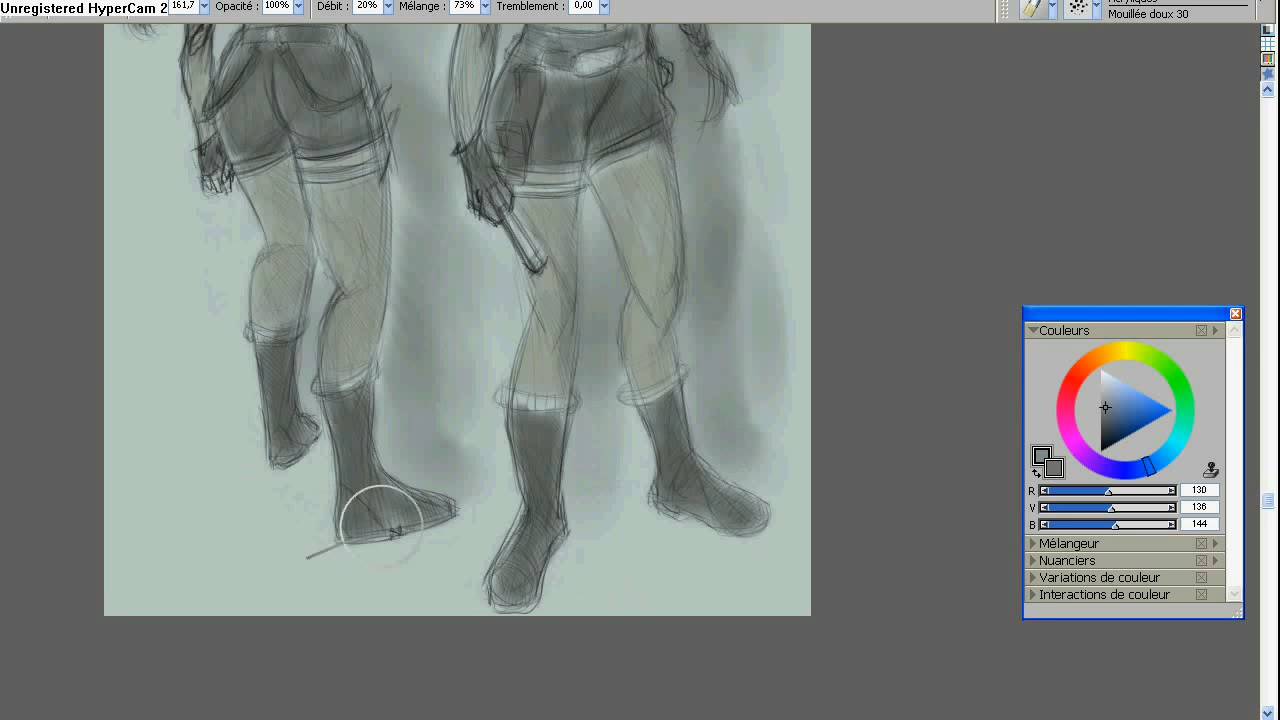 Unregistered HyperCam 2
161,7 Opacité : 100% Débit : 20% Mélange : 73% Tremblement : 0,00
Mouillée doux 30
Couleurs
R 130
V 136
B 144
Mélangeur
Nuanciers
Variations de couleur
Interactions de couleur